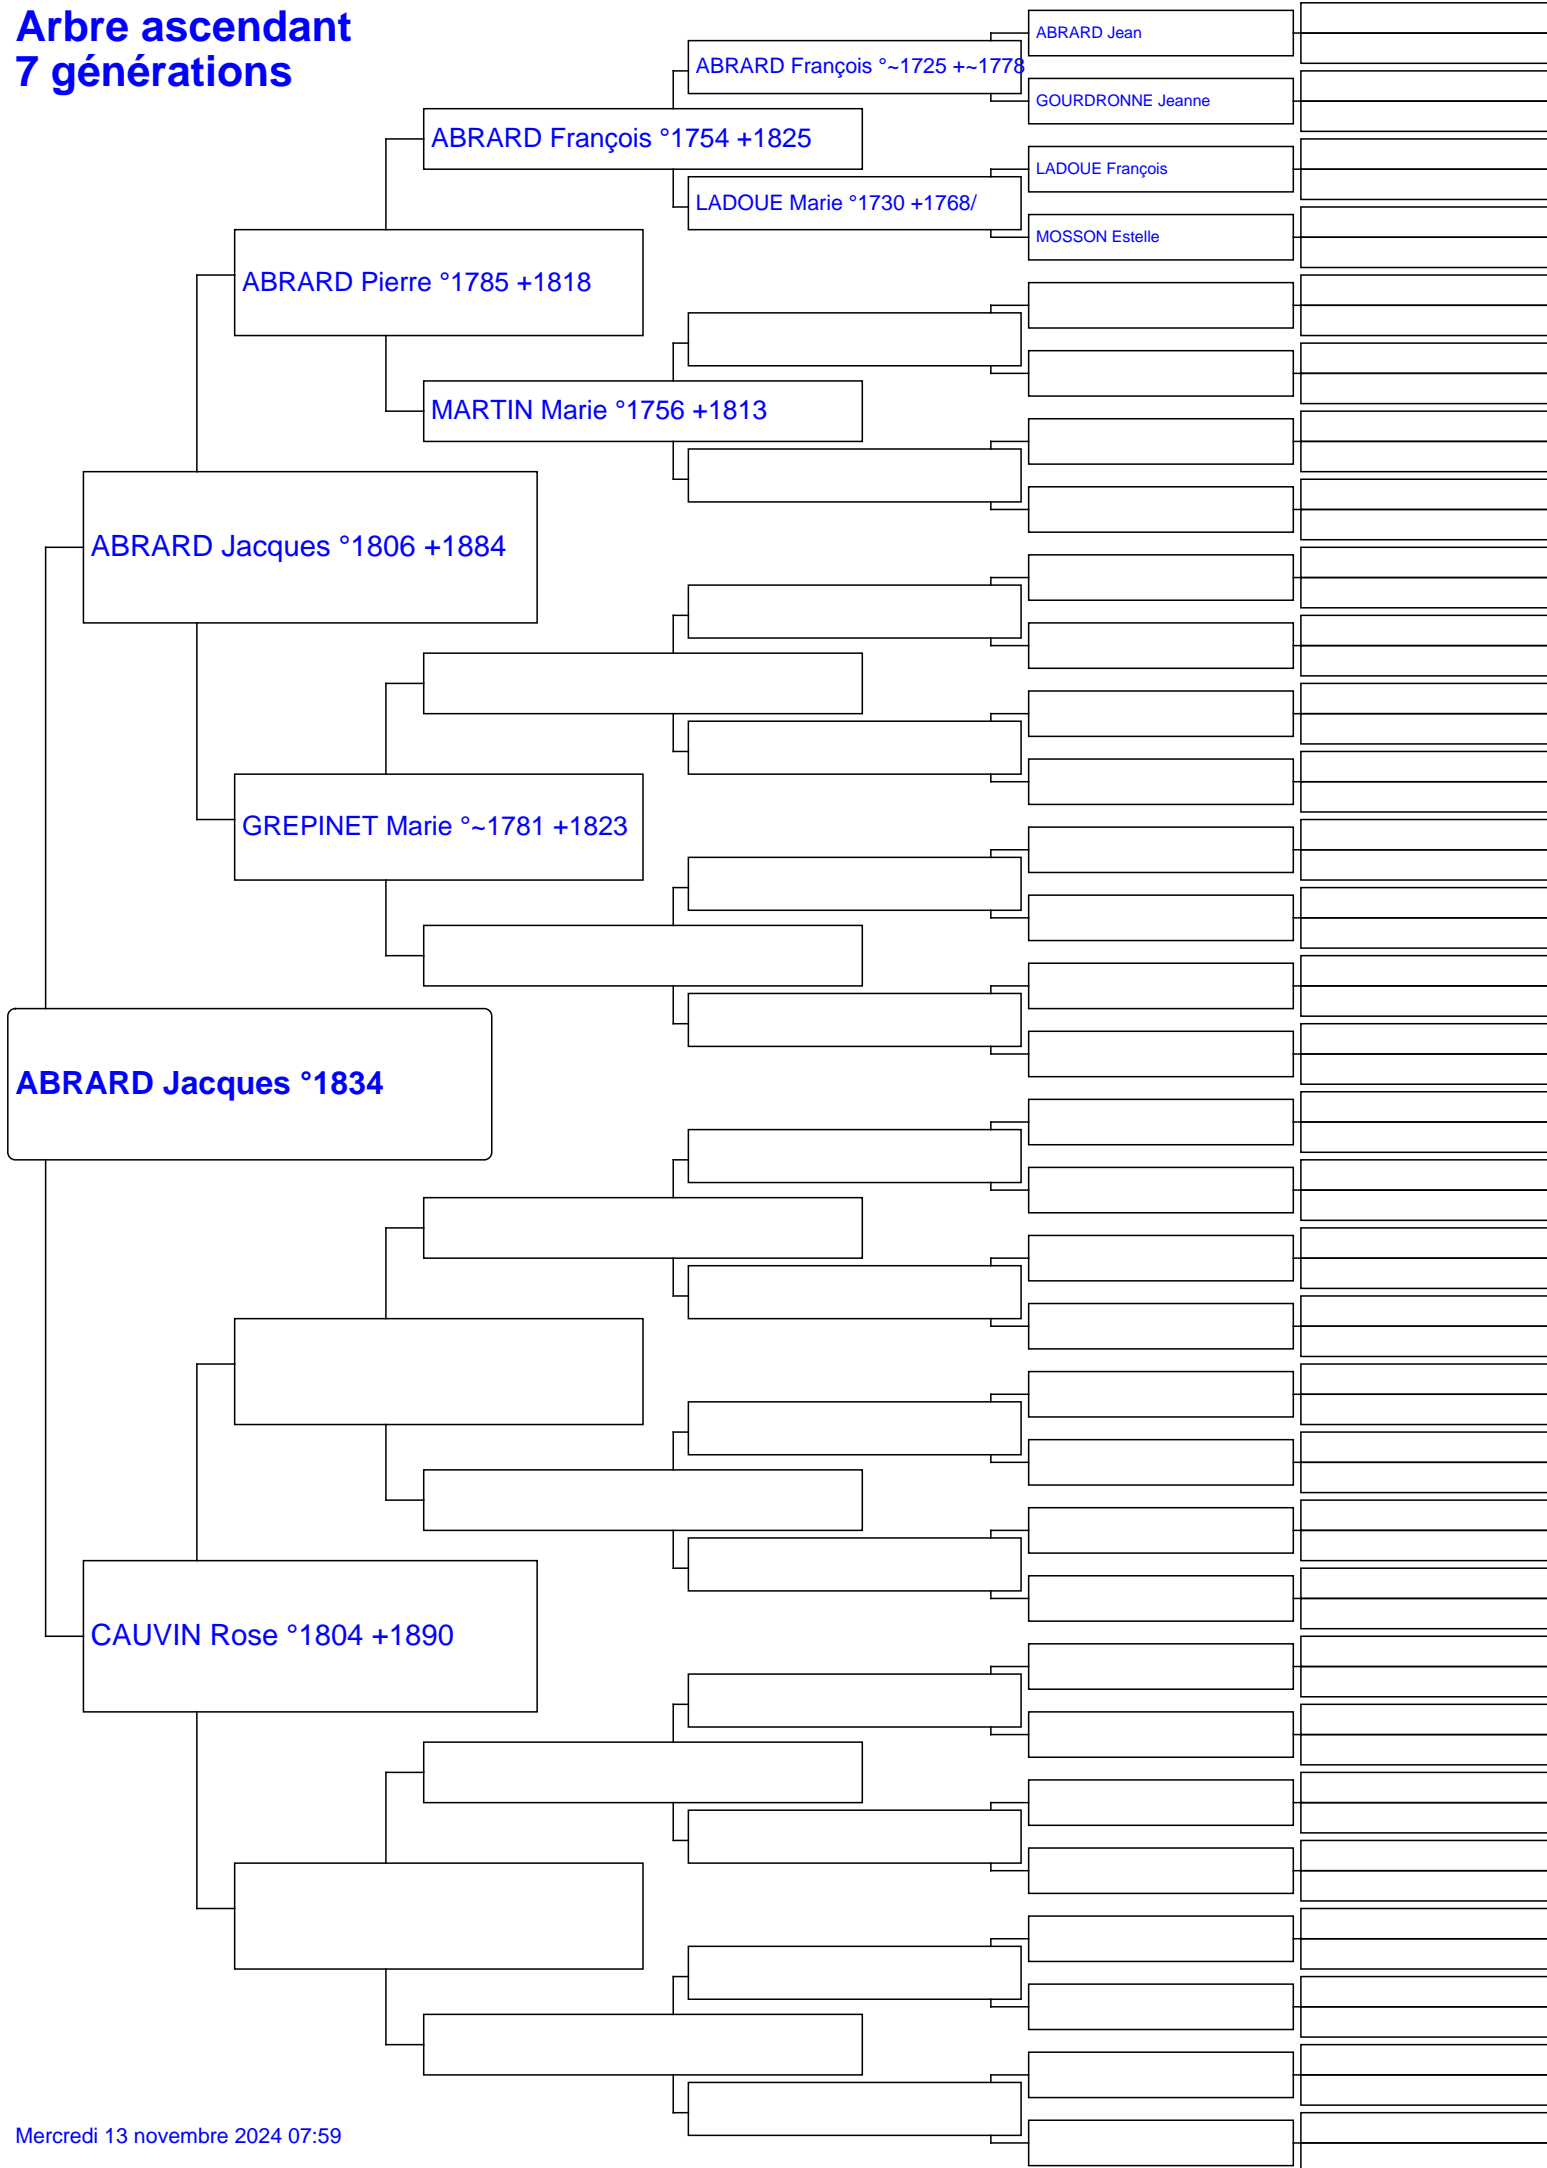 Arbre ascendant
7 générations
ABRARD Jean
ABRARD François °~1725 +~1778
GOURDRONNE Jeanne
ABRARD François °1754 +1825
LADOUE François
LADOUE Marie °1730 +1768/
MOSSON Estelle
ABRARD Pierre °1785 +1818
MARTIN Marie °1756 +1813
ABRARD Jacques °1806 +1884
GREPINET Marie °~1781 +1823
ABRARD Jacques °1834
CAUVIN Rose °1804 +1890
Mercredi 13 novembre 2024 07:59